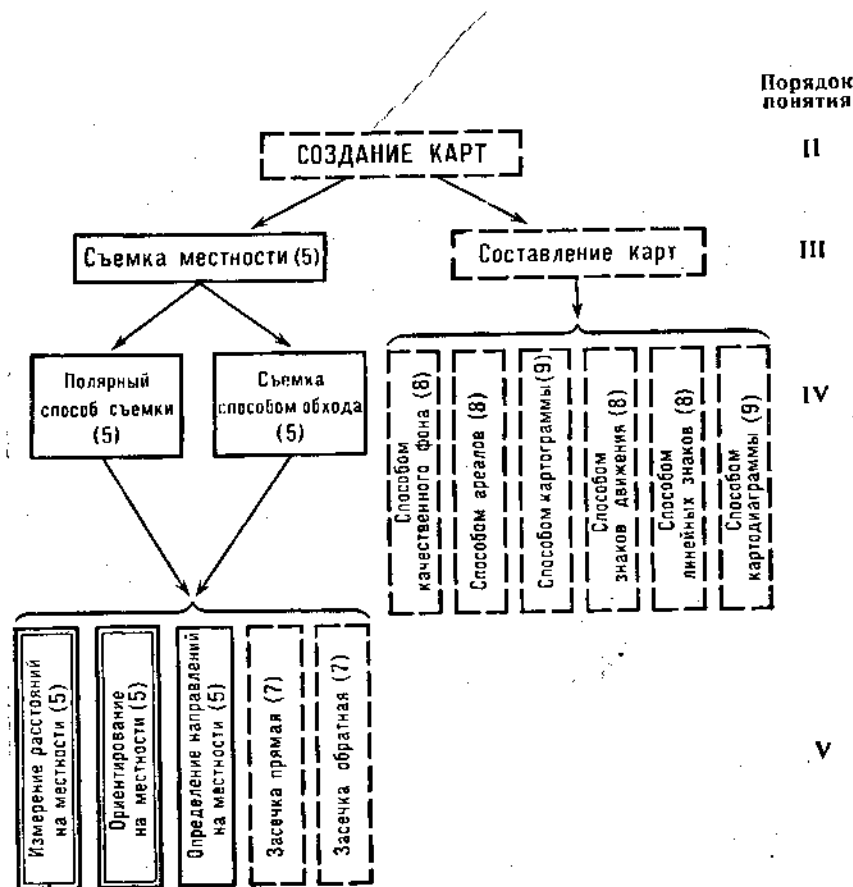 Порядок
понятия
СОЗДАНИЕ КАРТ
II
Съемка местности (5)
Составление карт
III
Полярный
способ съемки
(5)
Съемка
способом обхода
(5)
Способом
качественного фона (8)
Способом ареалов (8)
Способом картограммы (9)
Способом
знаков движения (8)
Способом
линейных знаков (8)
Способом
картодиаграммы (9)
IV
Измерение расстояний
на местности (5)
Ориентирование
на местности (5)
Определение направлений
на местности (5)
Засечка прямая (7)
Засечка обратная (7)
V